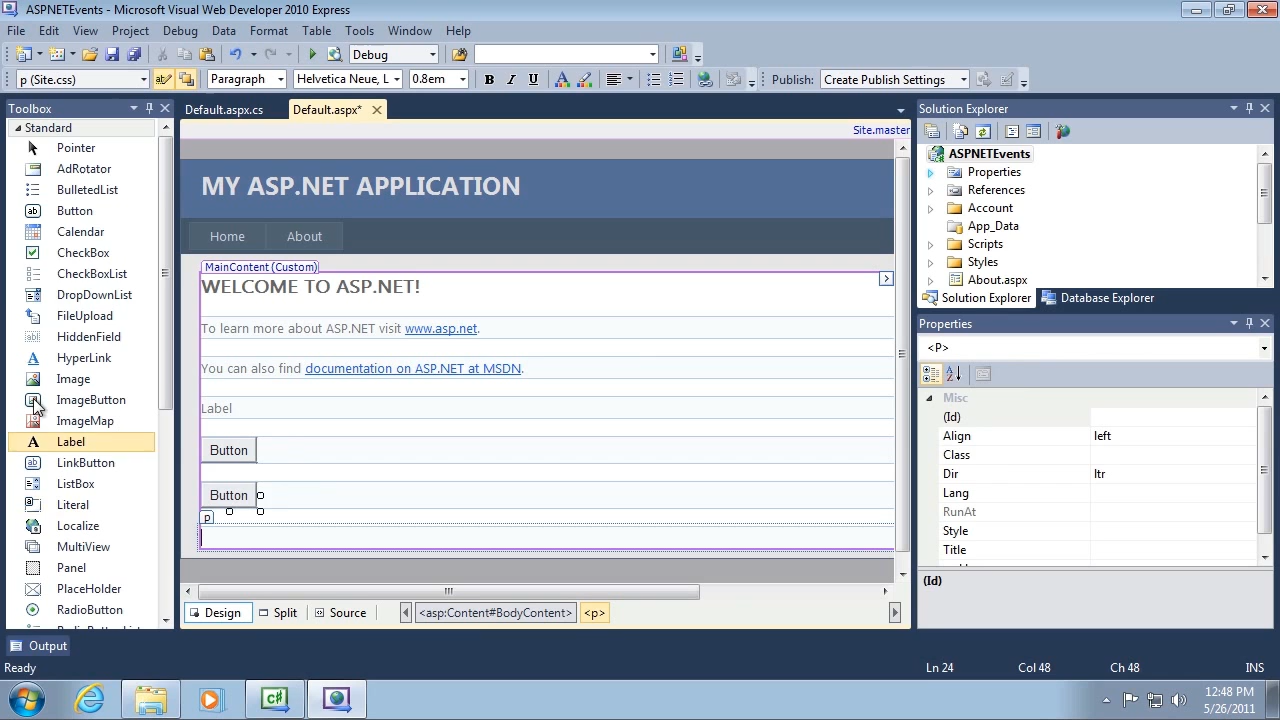 ASPNETEvents - Microsoft Visual Web Developer 2010 Express
File Edit View Project Debug Data Format Table Tools Window Help
Debug
p (Site.css) Paragraph Helvetica Neue, L 0.8em B I U A Publish: Create Publish Settings
Toolbox
Standard
Pointer
AdRotator
BulletedList
Button
Calendar
CheckBox
CheckBoxList
DropDownList
FileUpload
HiddenField
HyperLink
Image
ImageButton
ImageMap
Label
LinkButton
ListBox
Literal
Localize
MultiView
Panel
PlaceHolder
RadioButton
Default.aspx.cs Default.aspx*
Site.master
MY ASP.NET APPLICATION
Home About
MainContent (Custom)
WELCOME TO ASP.NET!
To learn more about ASP.NET visit www.asp.net.
You can also find documentation on ASP.NET at MSDN.
Label
Button
Button
p
Design Split Source <asp:Content#BodyContent> <p>
Solution Explorer
ASPNETEvents
Properties
References
Account
App_Data
Scripts
Styles
About.aspx
Solution Explorer Database Explorer
Properties
<P>
Misc
(Id)
Align left
Class
Dir ltr
Lang
RunAt
Style
Title
(Id)
Output
Ready Ln 24 Col 48 Ch 48 INS
12:48 PM
5/26/2011